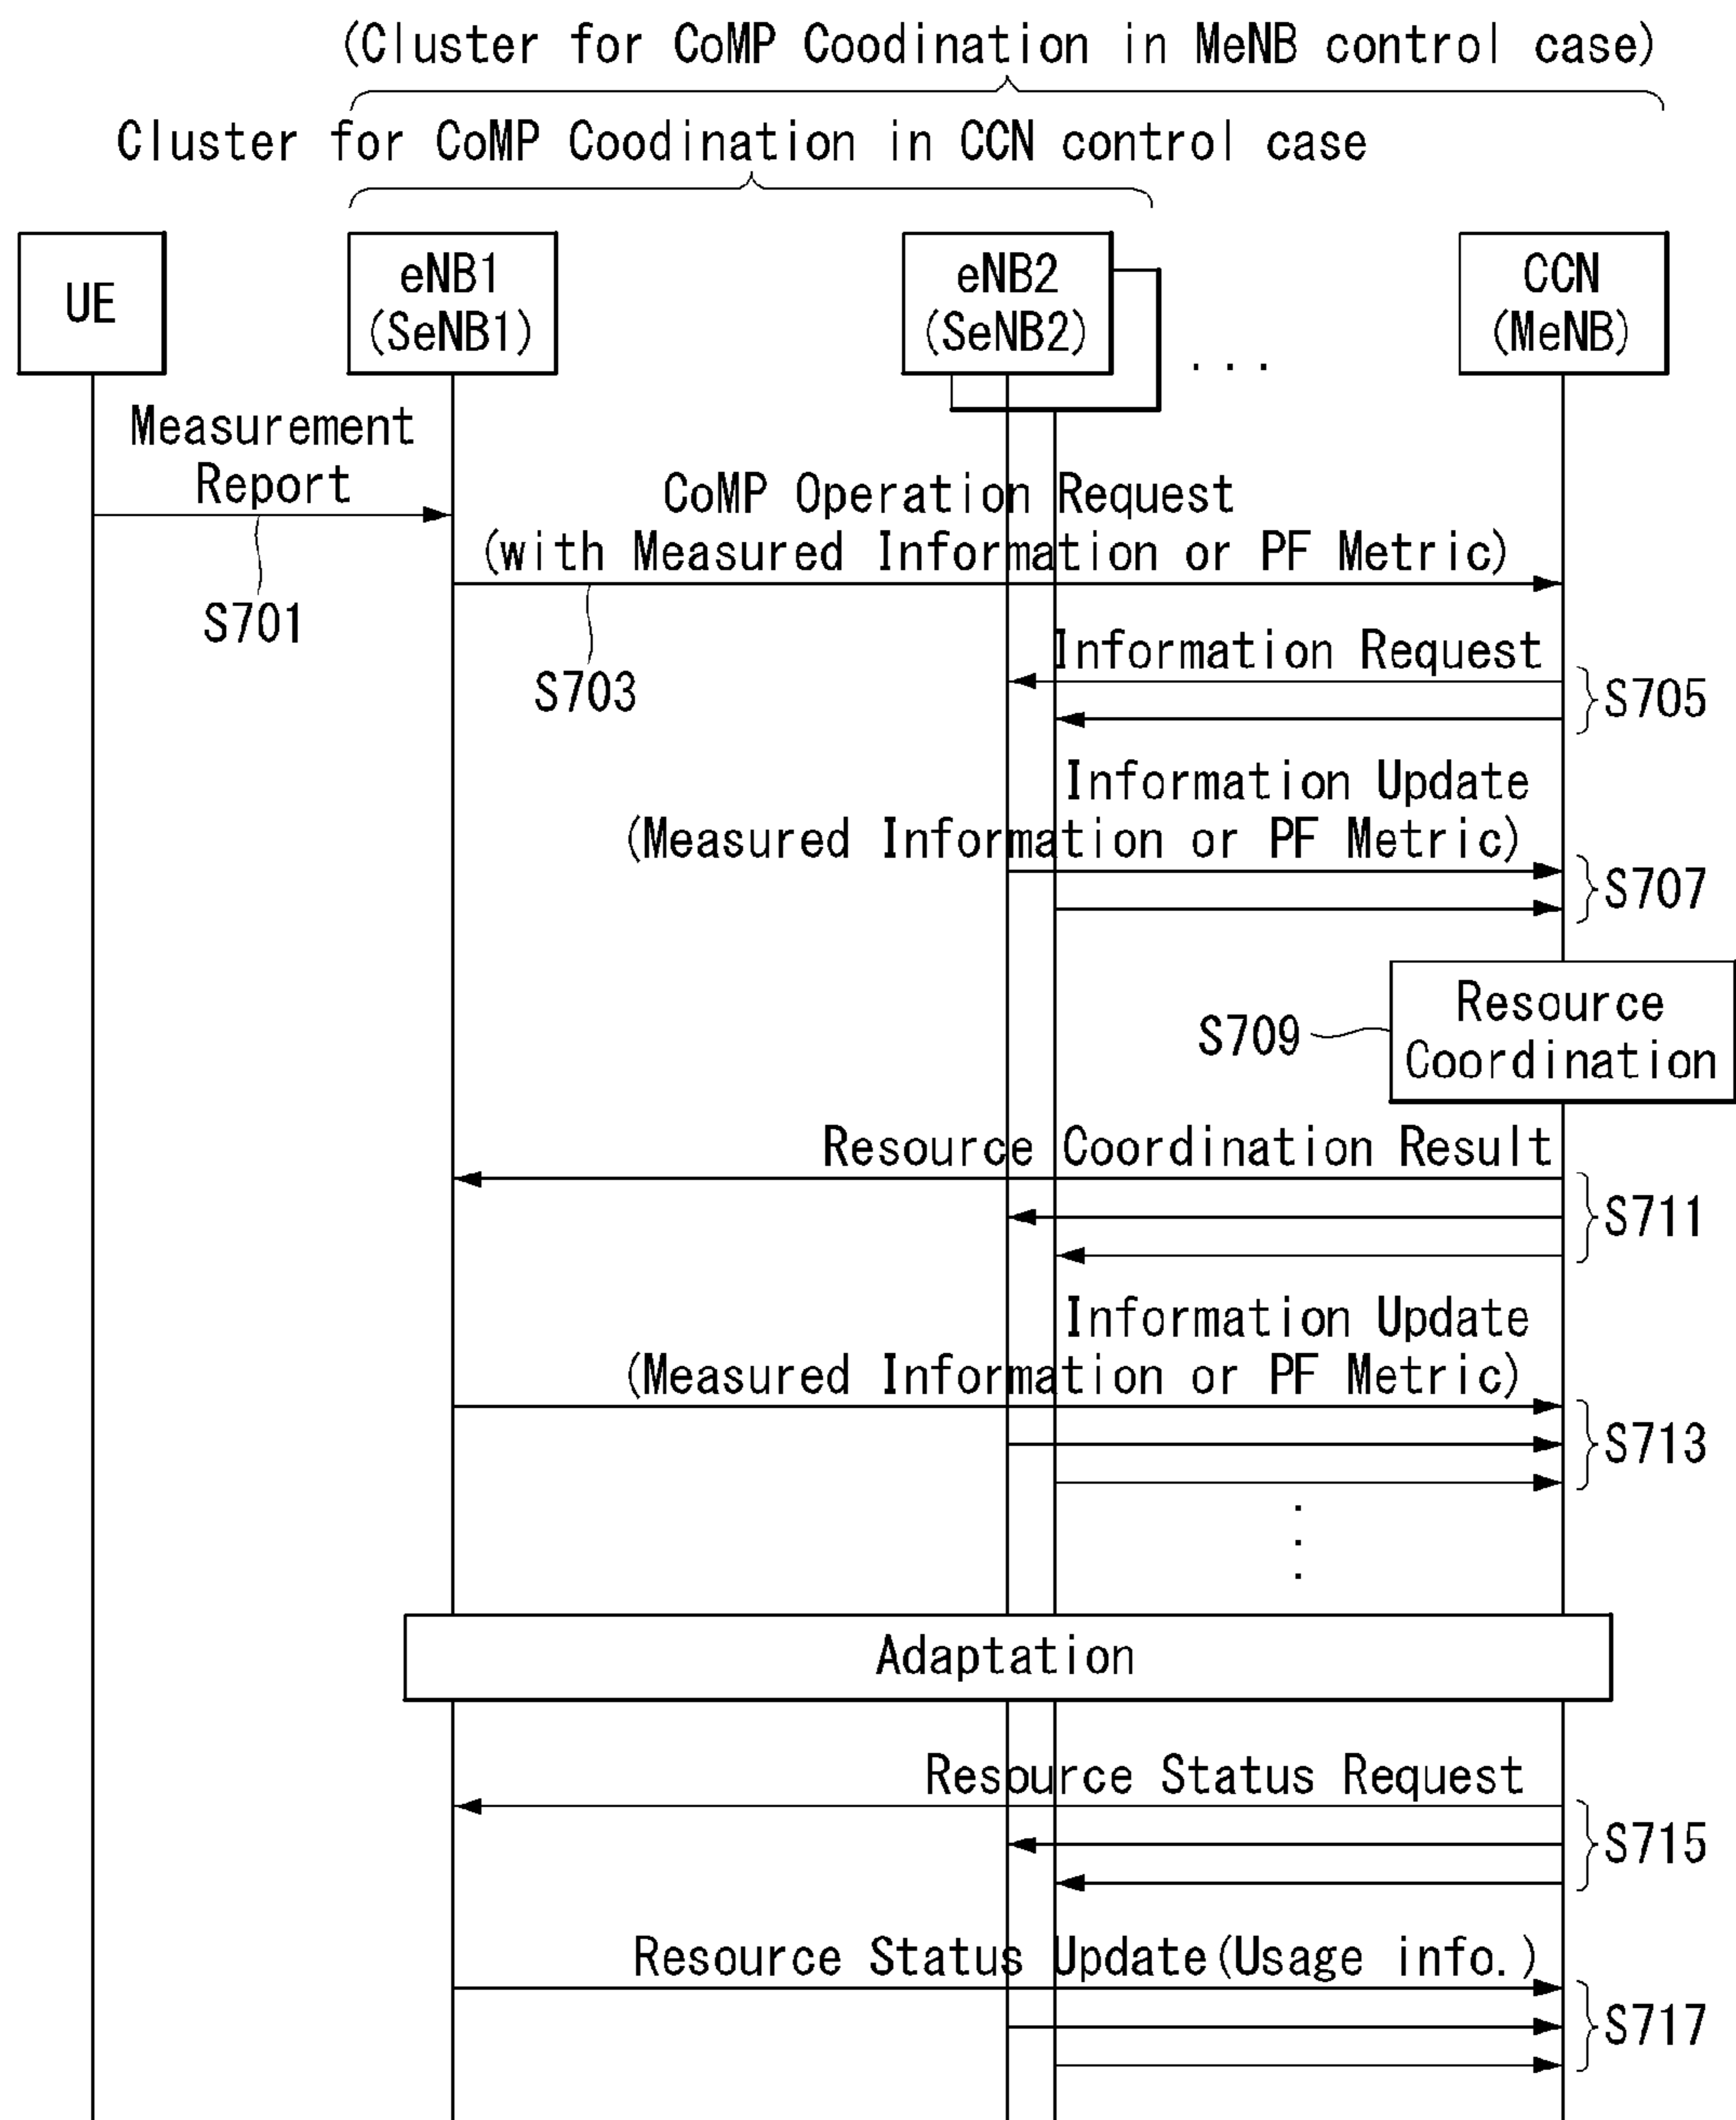 (Cluster for CoMP Coodination in MeNB control case)
Cluster for CoMP Coodination in CCN control case
UE
eNB1
(SeNB1)
eNB2
(SeNB2)
...
CCN
(MeNB)
Measurement
Report
S701
CoMP Operation Request
(with Measured Information or PF Metric)
S703
Information Request
S705
Information Update
(Measured Information or PF Metric)
S707
Resource
Coordination
S709
Resource Coordination Result
S711
Information Update
(Measured Information or PF Metric)
S713
Adaptation
Resource Status Request
S715
Resource Status Update(Usage info.)
S717